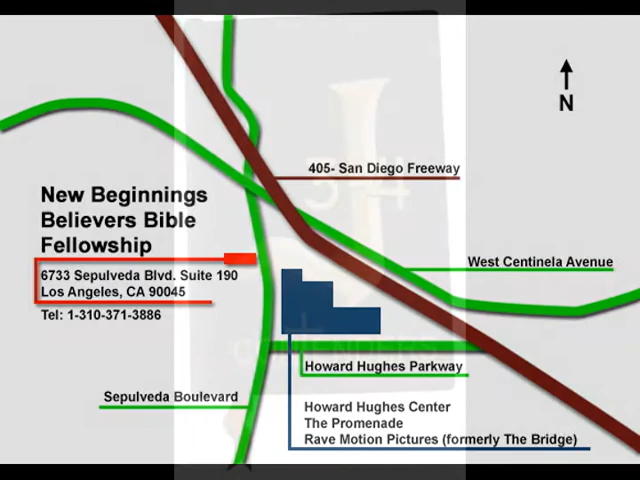 N
405- San Diego Freeway
New Beginnings
Believers Bible
Fellowship
6733 Sepulveda Blvd. Suite 190
Los Angeles, CA 90045
Tel: 1-310-371-3886
West Centinela Avenue
Howard Hughes Parkway
Sepulveda Boulevard
Howard Hughes Center
The Promenade
Rave Motion Pictures (formerly The Bridge)